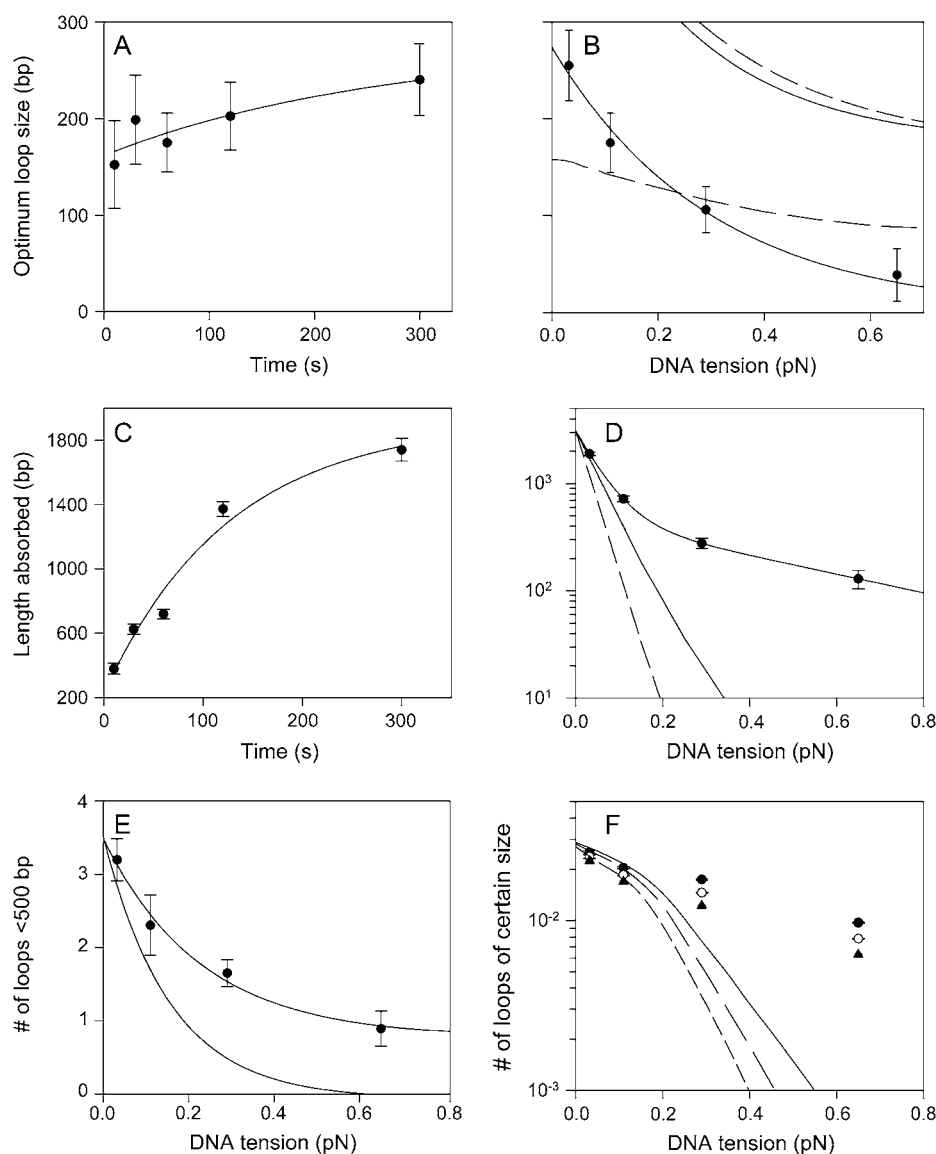 300
200
100
0
Optimum loop size (bp)
A
0 100 200 300
Time (s)
B
0.0 0.2 0.4 0.6
DNA tension (pN)
1800
1400
1000
600
200
Length absorbed (bp)
C
0 100 200 300
Time (s)
10³
10²
10¹
D
0.0 0.2 0.4 0.6 0.8
DNA tension (pN)
4
3
2
1
0
# of loops <500 bp
E
0.0 0.2 0.4 0.6 0.8
DNA tension (pN)
10⁻²
10⁻³
# of loops of certain size
F
0.0 0.2 0.4 0.6 0.8
DNA tension (pN)